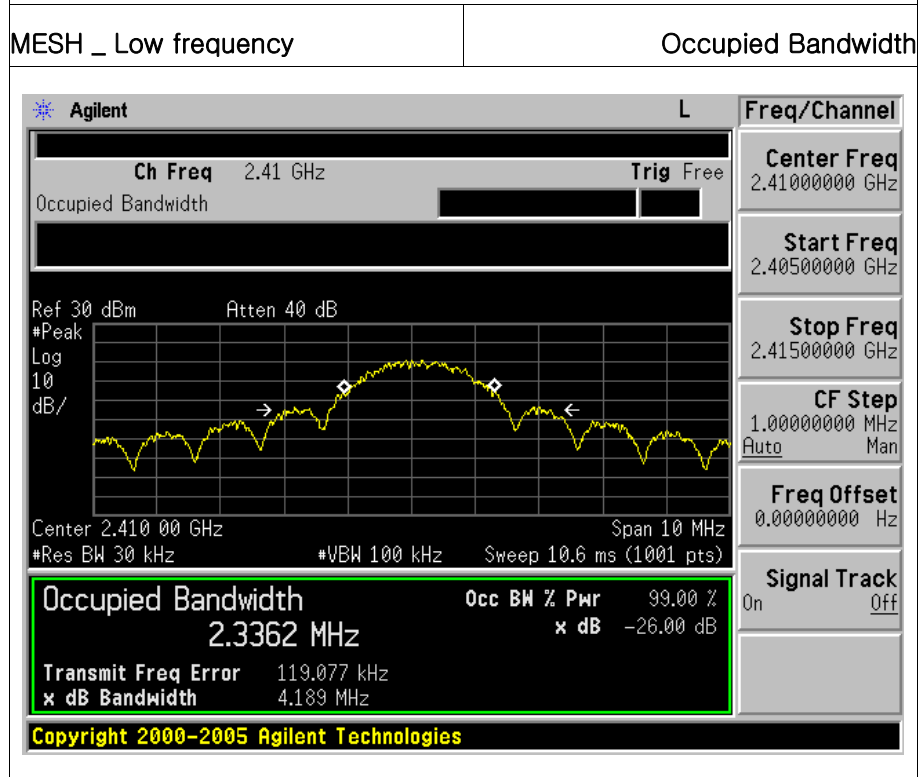 MESH _ Low frequency
Occupied Bandwidth
Agilent
L
Freq/Channel
Ch Freq 2.41 GHz
Trig Free
Occupied Bandwidth
Center Freq
2.41000000 GHz
Start Freq
2.40500000 GHz
Stop Freq
2.41500000 GHz
CF Step
1.00000000 MHz
Auto Man
Freq Offset
0.00000000 Hz
Signal Track
On Off
Ref 30 dBm
Atten 40 dB
#Peak
Log
10
dB/
Center 2.410 00 GHz
Span 10 MHz
#Res BW 30 kHz
#VBW 100 kHz
Sweep 10.6 ms (1001 pts)
Occupied Bandwidth
2.3362 MHz
Occ BW % Pwr 99.00 %
x dB -26.00 dB
Transmit Freq Error 119.077 kHz
x dB Bandwidth 4.189 MHz
Copyright 2000-2005 Agilent Technologies